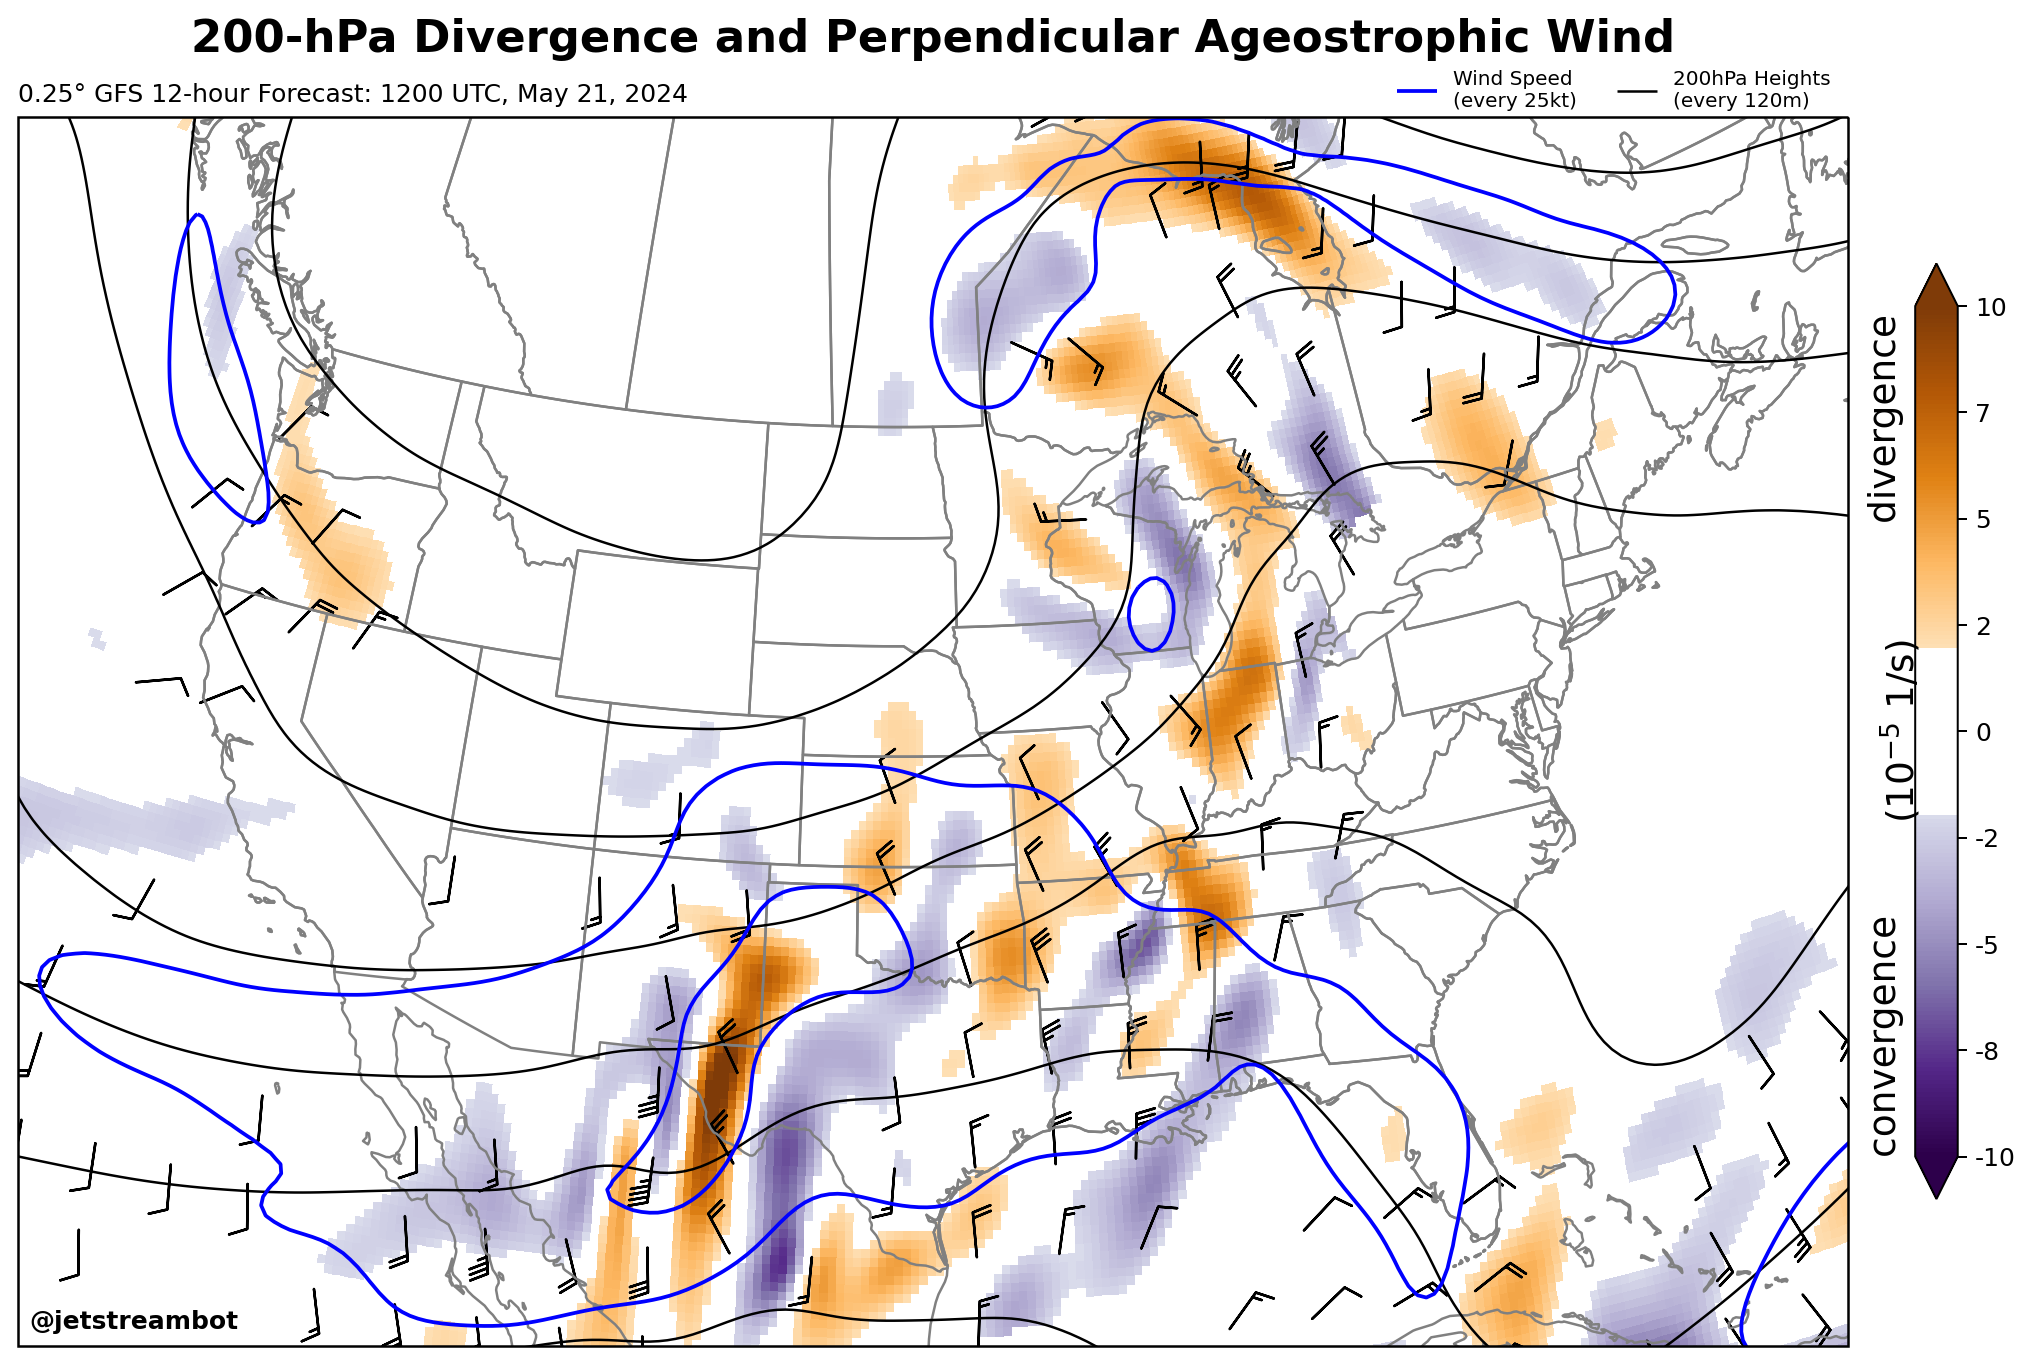 200-hPa Divergence and Perpendicular Ageostrophic Wind
0.25° GFS 12-hour Forecast: 1200 UTC, May 21, 2024
Wind Speed
(every 25kt)
200hPa Heights
(every 120m)
10
7
5
2
0
-2
-5
-8
-10
divergence
(10⁻⁵ 1/s)
convergence
@jetstreambot